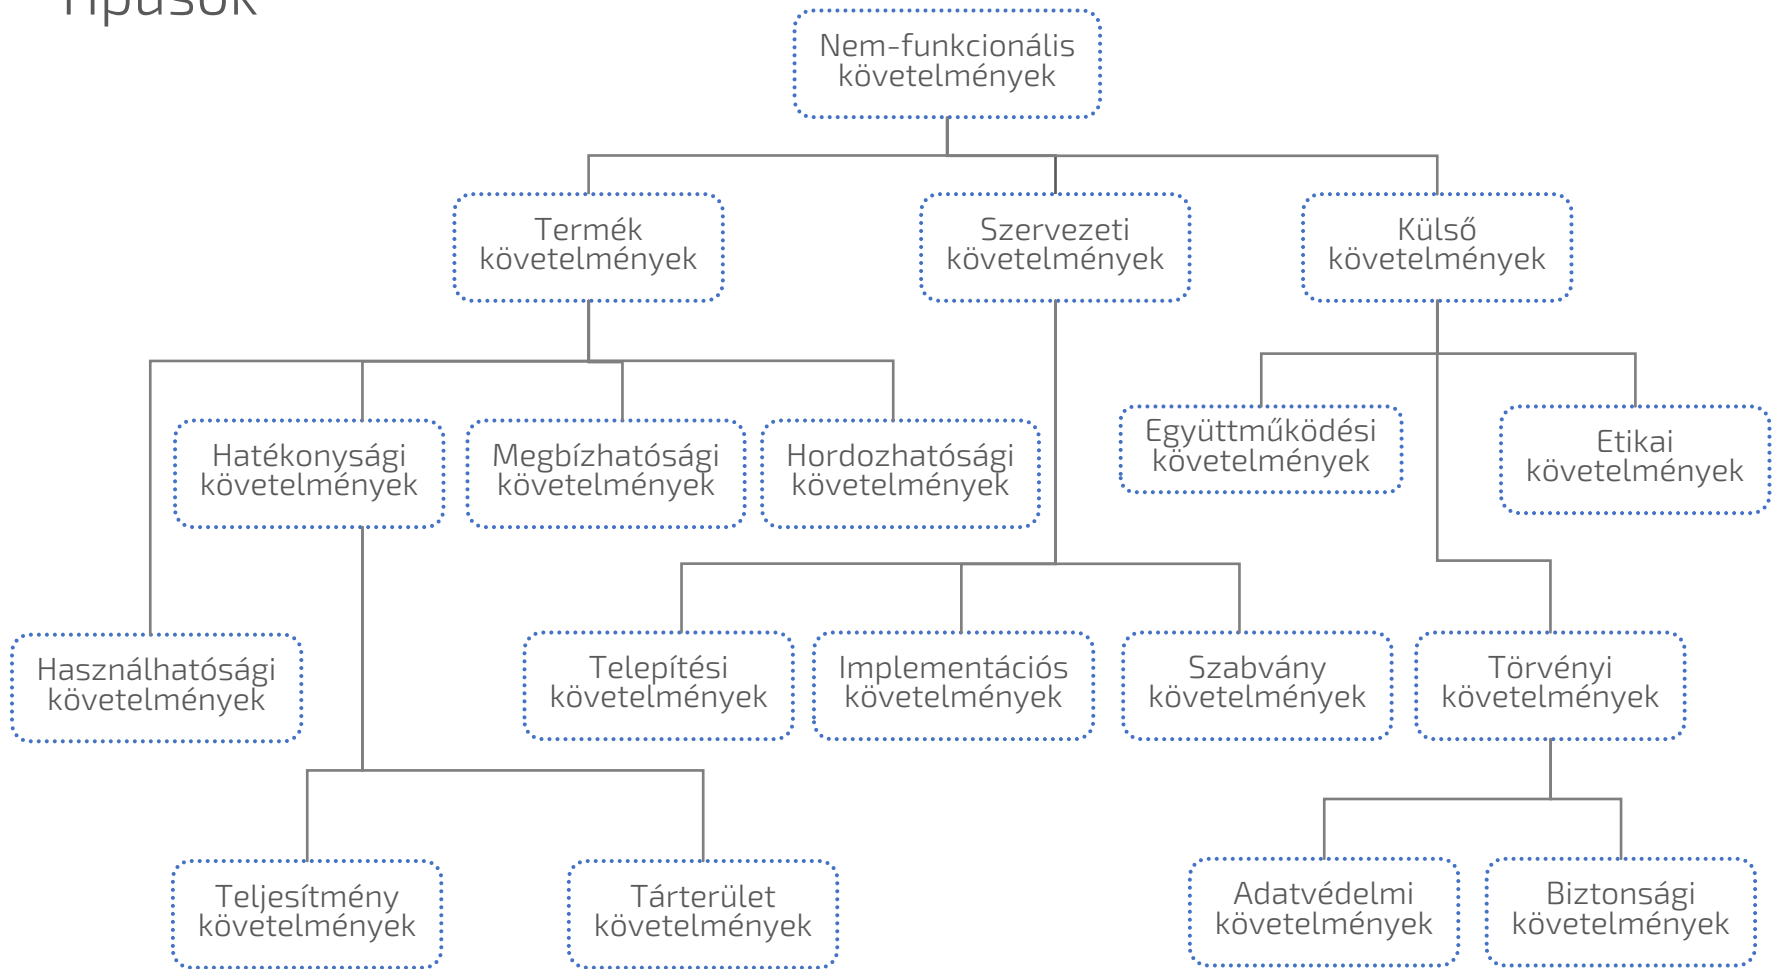 Típusok
Nem-funkcionális
követelmények
Termék
követelmények
Szervezeti
követelmények
Külső
követelmények
Hatékonysági
követelmények
Megbízhatósági
követelmények
Hordozhatósági
követelmények
Együttműködési
követelmények
Etikai
követelmények
Használhatósági
követelmények
Telepítési
követelmények
Implementációs
követelmények
Szabvány
követelmények
Törvényi
követelmények
Teljesítmény
követelmények
Tárterület
követelmények
Adatvédelmi
követelmények
Biztonsági
követelmények